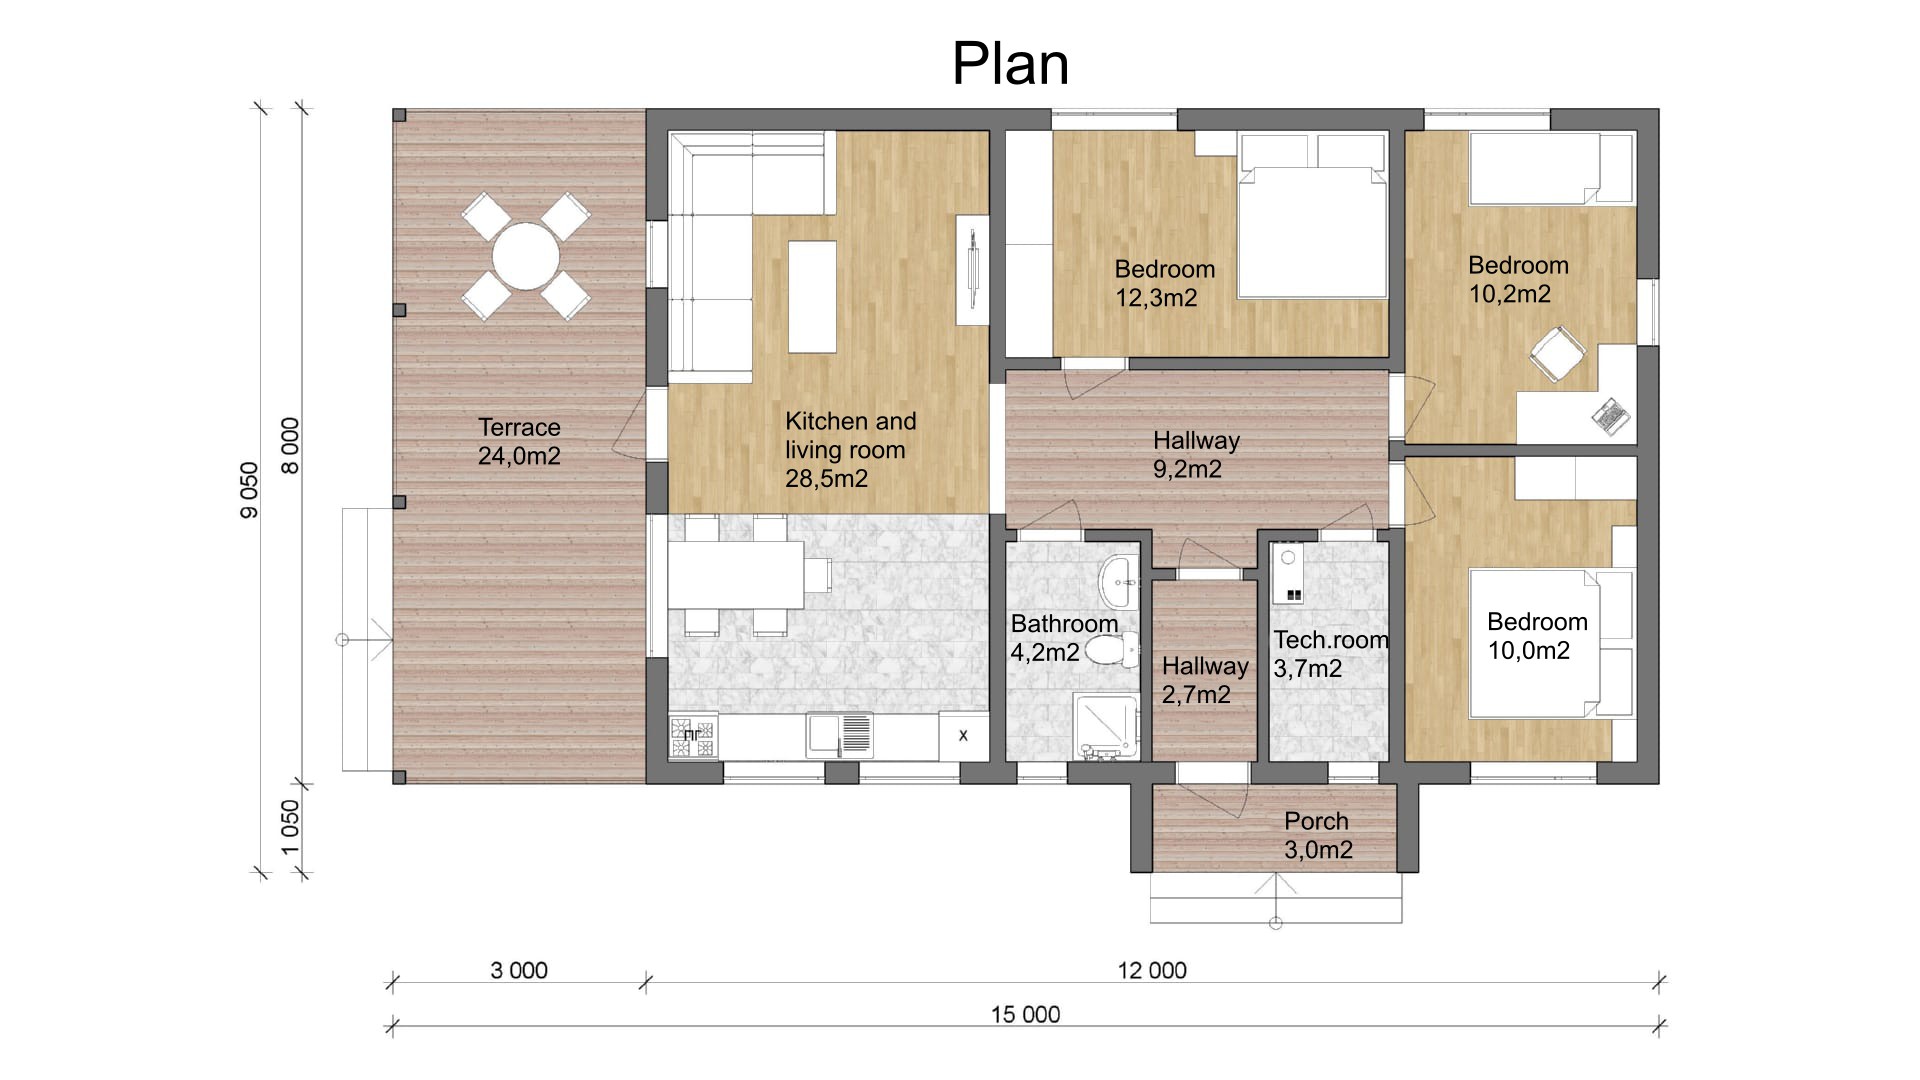 Plan
Terrace
24,0m2
Kitchen and
living room
28,5m2
Bedroom
12,3m2
Bedroom
10,2m2
Hallway
9,2m2
Bathroom
4,2m2
Hallway
2,7m2
Tech.room
3,7m2
Bedroom
10,0m2
Porch
3,0m2
ПГ
X
9 050
8 000
1 050
3 000
12 000
15 000